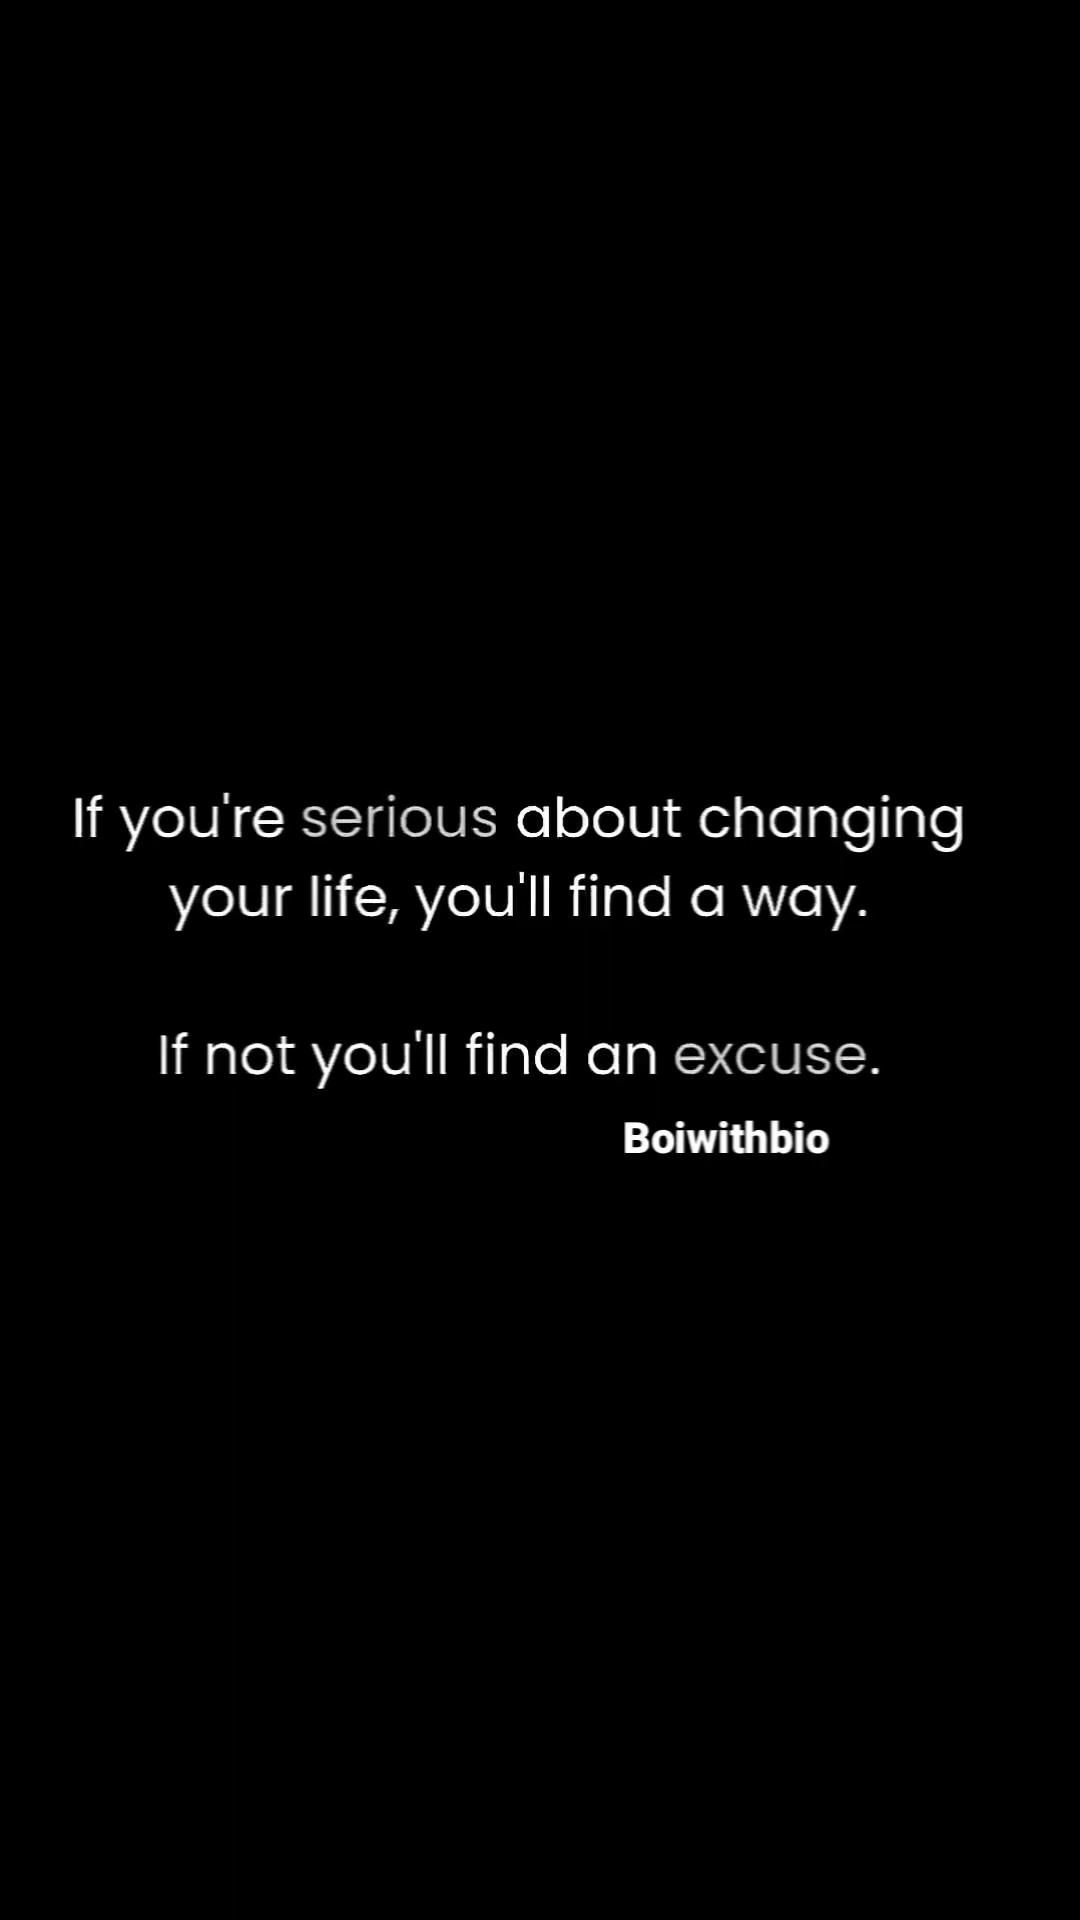 If you're serious about changing
your life, you'll find a way.
If not you'll find an excuse.
Boiwithbio